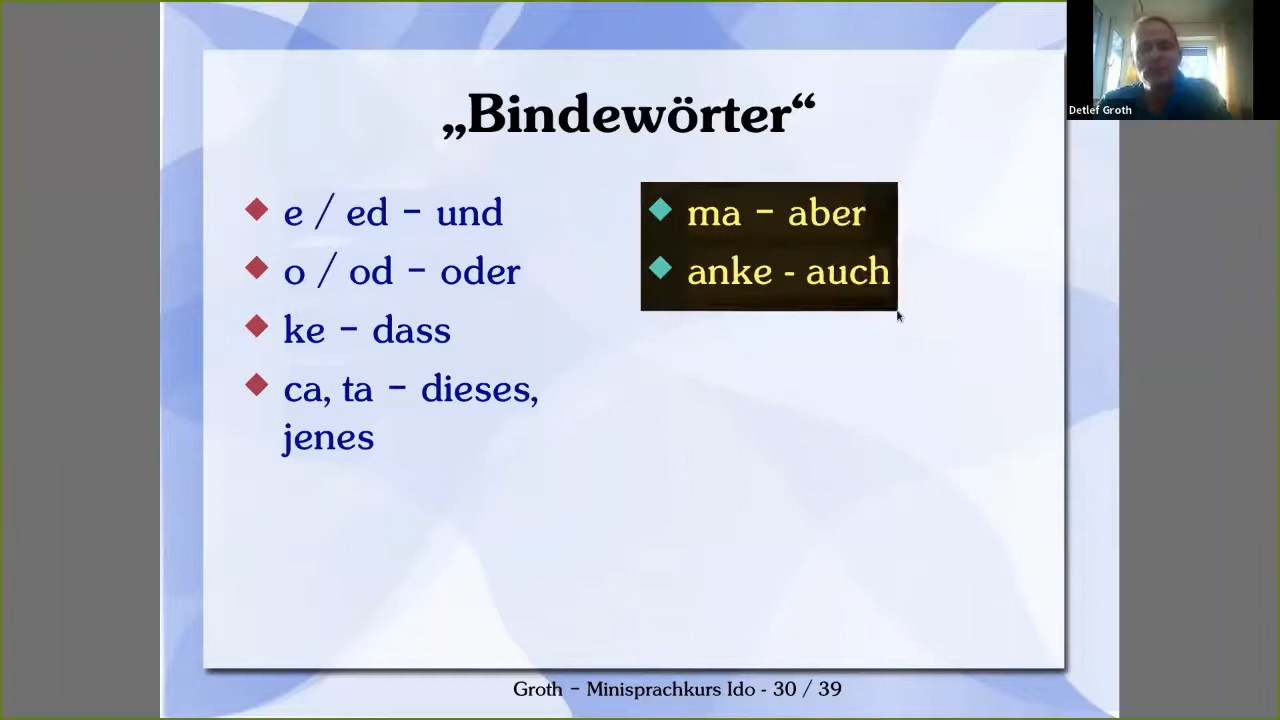 „Bindewörter“
e / ed – und
o / od – oder
ke – dass
ca, ta – dieses,
jenes
ma – aber
anke - auch
Groth – Minisprachkurs Ido - 30 / 39
Detlef Groth